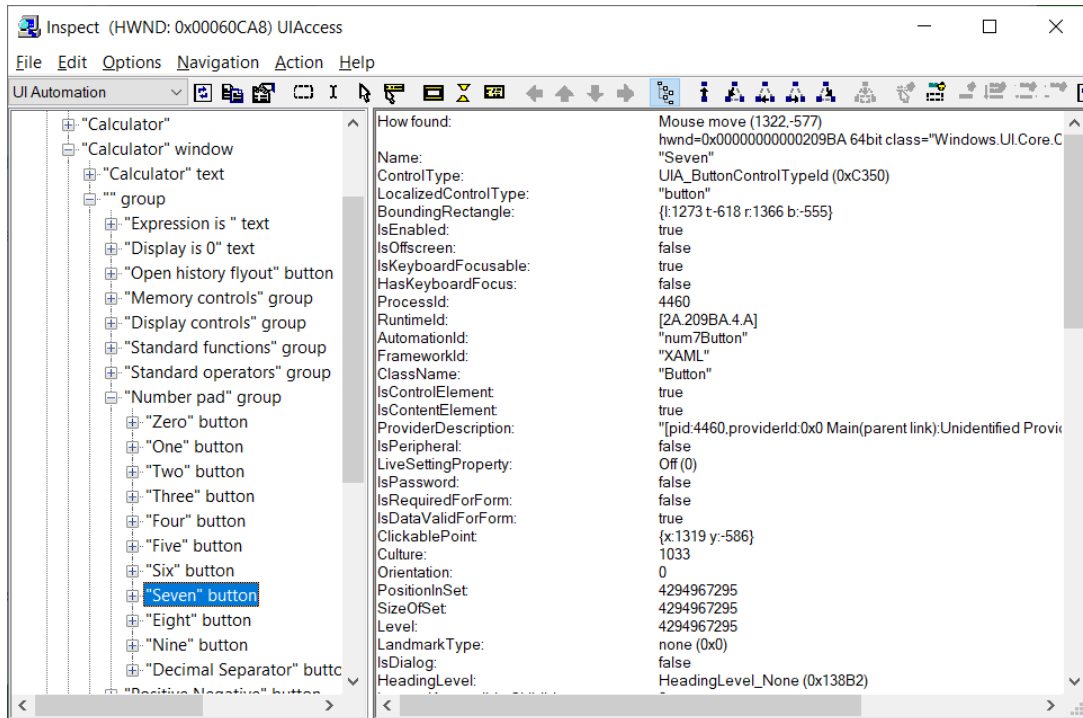 Inspect (HWND: 0x00060CA8) UIAccess
File Edit Options Navigation Action Help
UI Automation
"Calculator"
"Calculator" window
"Calculator" text
"" group
"Expression is " text
"Display is 0" text
"Open history flyout" button
"Memory controls" group
"Display controls" group
"Standard functions" group
"Standard operators" group
"Number pad" group
"Zero" button
"One" button
"Two" button
"Three" button
"Four" button
"Five" button
"Six" button
"Seven" button
"Eight" button
"Nine" button
"Decimal Separator" butto
"Positive Negative" button
How found: Mouse move (1322,-577)
hwnd=0x00000000000209BA 64bit class="Windows.UI.Core.C
Name: "Seven"
ControlType: UIA_ButtonControlTypeId (0xC350)
LocalizedControlType: "button"
BoundingRectangle: {l:1273 t:-618 r:1366 b:-555}
IsEnabled: true
IsOffscreen: false
IsKeyboardFocusable: true
HasKeyboardFocus: false
ProcessId: 4460
RuntimeId: [2A.209BA.4.A]
AutomationId: "num7Button"
FrameworkId: "XAML"
ClassName: "Button"
IsControlElement: true
IsContentElement: true
ProviderDescription: "[pid:4460,providerId:0x0 Main(parent link):Unidentified Provid
IsPeripheral: false
LiveSettingProperty: Off (0)
IsPassword: false
IsRequiredForForm: false
IsDataValidForForm: true
ClickablePoint: {x:1319 y:-586}
Culture: 1033
Orientation: 0
PositionInSet: 4294967295
SizeOfSet: 4294967295
Level: 4294967295
LandmarkType: none (0x0)
IsDialog: false
HeadingLevel: HeadingLevel_None (0x138B2)